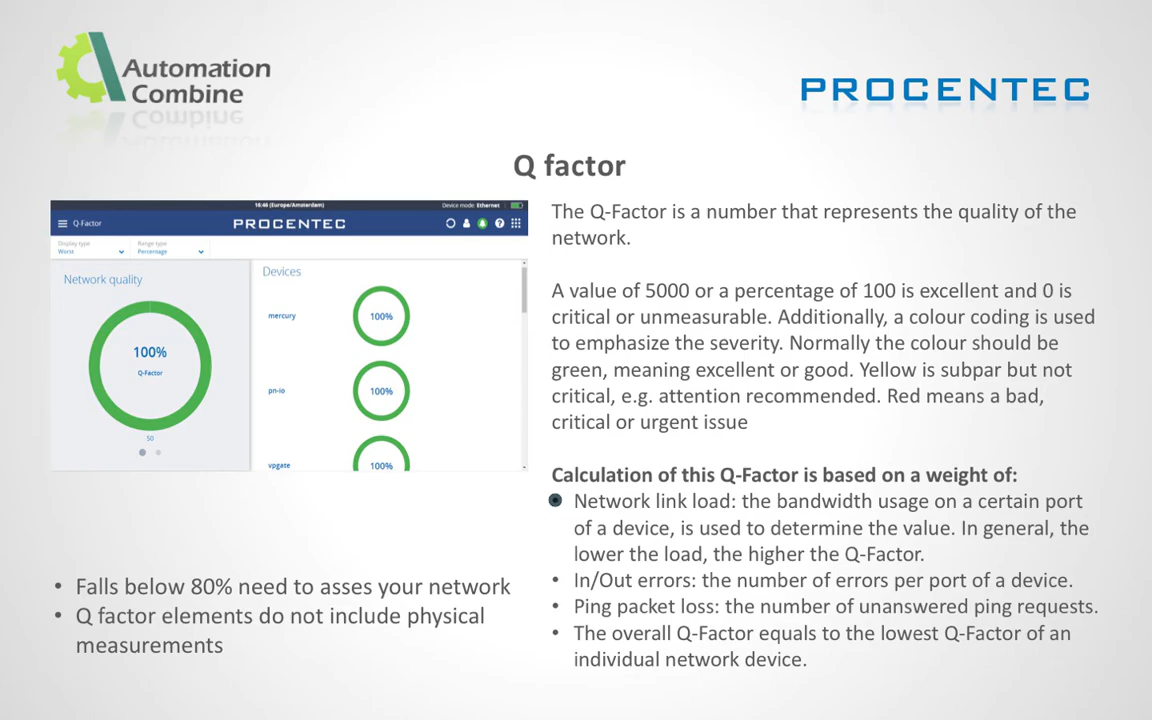 Automation
Combine
PROCENTEC
Q factor
16:46 (Europe/Amsterdam)
Device mode: Ethernet
Q-Factor
PROCENTEC
Display type
Worst
Range type
Percentage
Network quality
100%
Q-Factor
50
Devices
mercury
100%
pn-io
100%
vpgate
100%
The Q-Factor is a number that represents the quality of the
network.
A value of 5000 or a percentage of 100 is excellent and 0 is
critical or unmeasurable. Additionally, a colour coding is used
to emphasize the severity. Normally the colour should be
green, meaning excellent or good. Yellow is subpar but not
critical, e.g. attention recommended. Red means a bad,
critical or urgent issue
Calculation of this Q-Factor is based on a weight of:
Network link load: the bandwidth usage on a certain port
of a device, is used to determine the value. In general, the
lower the load, the higher the Q-Factor.
• In/Out errors: the number of errors per port of a device.
• Ping packet loss: the number of unanswered ping requests.
• The overall Q-Factor equals to the lowest Q-Factor of an
individual network device.
• Falls below 80% need to asses your network
• Q factor elements do not include physical
measurements